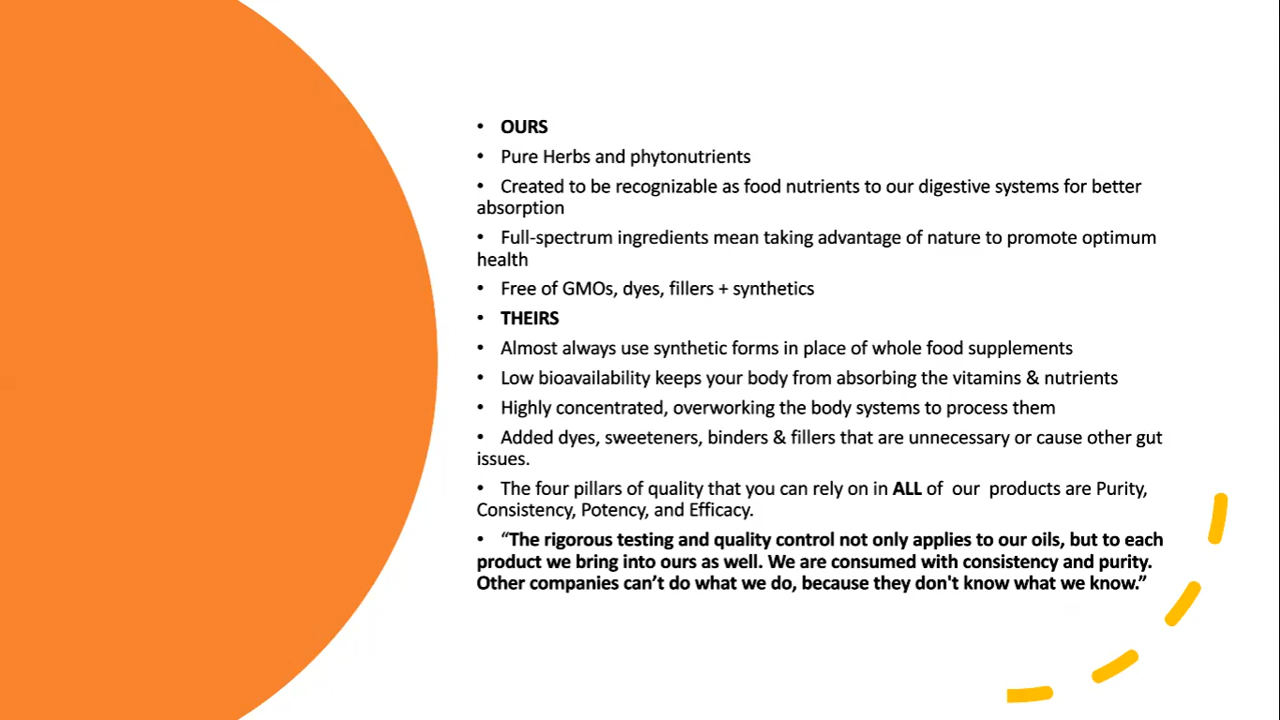 • OURS
• Pure Herbs and phytonutrients
• Created to be recognizable as food nutrients to our digestive systems for better
absorption
• Full-spectrum ingredients mean taking advantage of nature to promote optimum
health
• Free of GMOs, dyes, fillers + synthetics
• THEIRS
• Almost always use synthetic forms in place of whole food supplements
• Low bioavailability keeps your body from absorbing the vitamins & nutrients
• Highly concentrated, overworking the body systems to process them
• Added dyes, sweeteners, binders & fillers that are unnecessary or cause other gut
issues.
• The four pillars of quality that you can rely on in ALL of our products are Purity,
Consistency, Potency, and Efficacy.
• “The rigorous testing and quality control not only applies to our oils, but to each
product we bring into ours as well. We are consumed with consistency and purity.
Other companies can’t do what we do, because they don't know what we know.”